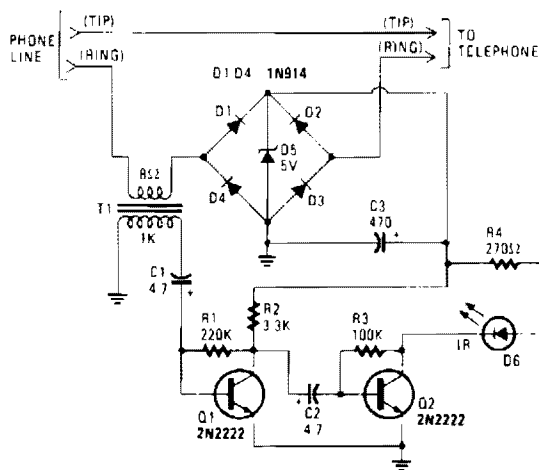 PHONE
LINE
(TIP)
(RING)
(TIP)
(RING)
TO
TELEPHONE
D1 D4 1N914
D1
D2
D5
5V
D4
D3
8Ω
T1
1K
C1
4.7
C3
470
+
R4
270Ω
R2
3.3K
R1
220K
R3
100K
IR
D6
+
C2
4.7
Q1
2N2222
Q2
2N2222